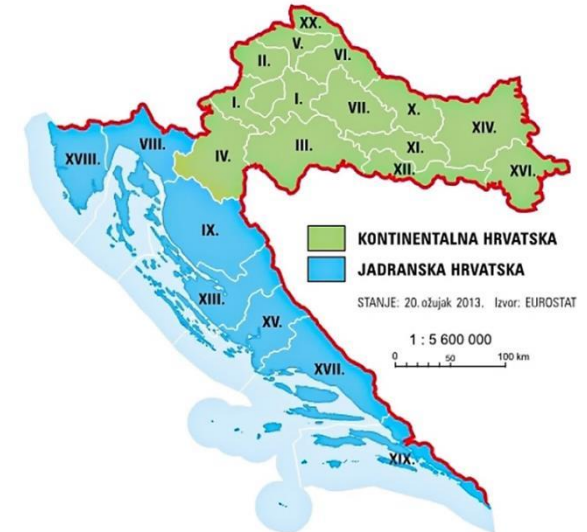 XX.
V.
II.
VI.
I.
I.
VII.
X.
XIV.
XVIII.
VIII.
IV.
III.
XI.
XII.
XVI.
IX.
KONTINENTALNA HRVATSKA
JADRANSKA HRVATSKA
XIII.
STANJE: 20. ožujak 2013. Izvor: EUROSTAT
XV.
1 : 5 600 000
0 50 100 km
XVII.
XIX.